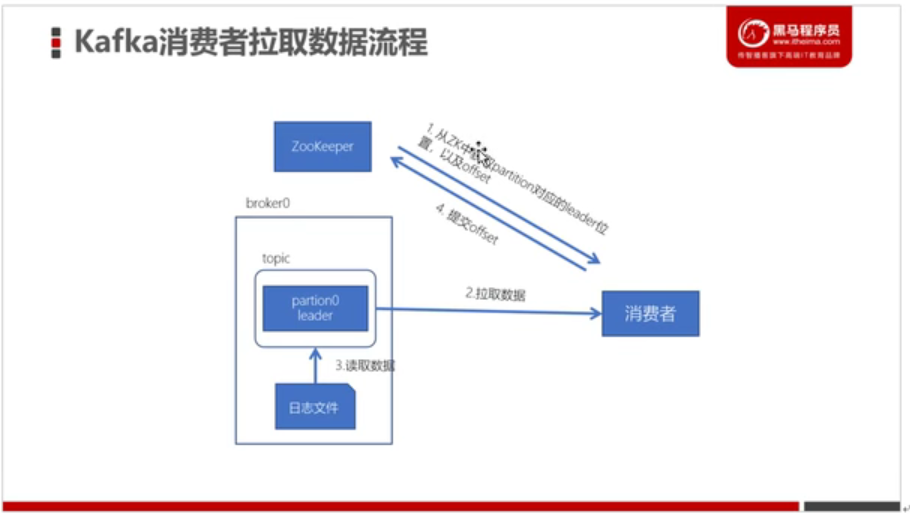 Kafka消费者拉取数据流程
黑马程序员
www.itheima.com
传智播客旗下高端IT教育品牌
ZooKeeper
1. 从ZK中 partition对应的leader位
置，以及offset
broker0
4. 提交offset
topic
partion0
leader
2.拉取数据
消费者
3.读取数据
日志文件